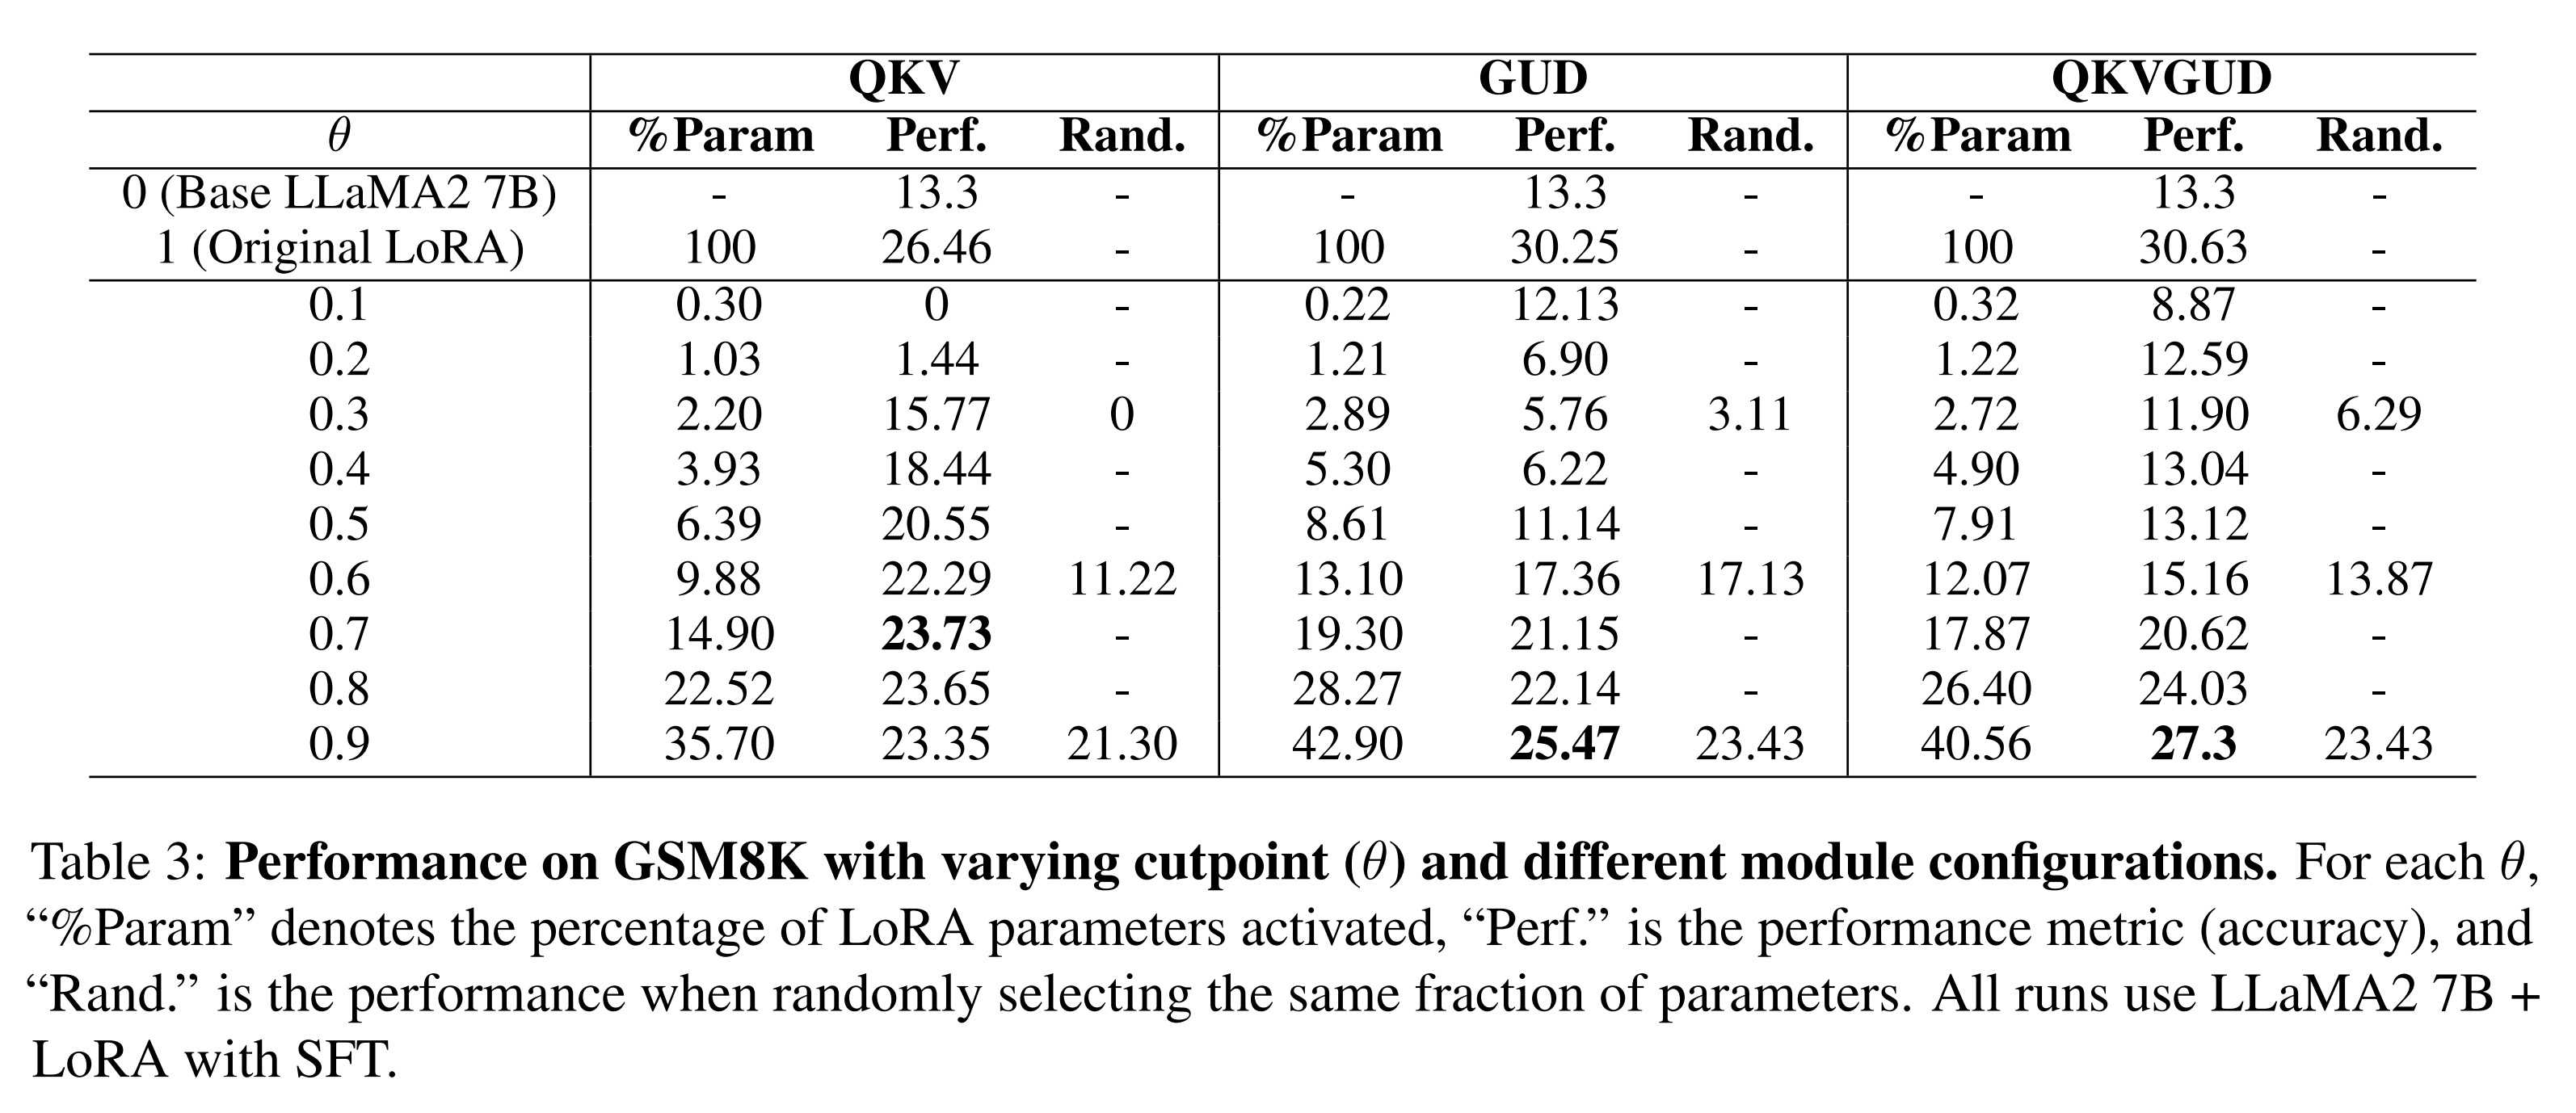 QKV GUD QKVGUD
θ %Param Perf. Rand. %Param Perf. Rand. %Param Perf. Rand.
0 (Base LLaMA2 7B) - 13.3 - - 13.3 - - 13.3 -
1 (Original LoRA) 100 26.46 - 100 30.25 - 100 30.63 -
0.1 0.30 0 - 0.22 12.13 - 0.32 8.87 -
0.2 1.03 1.44 - 1.21 6.90 - 1.22 12.59 -
0.3 2.20 15.77 0 2.89 5.76 3.11 2.72 11.90 6.29
0.4 3.93 18.44 - 5.30 6.22 - 4.90 13.04 -
0.5 6.39 20.55 - 8.61 11.14 - 7.91 13.12 -
0.6 9.88 22.29 11.22 13.10 17.36 17.13 12.07 15.16 13.87
0.7 14.90 23.73 - 19.30 21.15 - 17.87 20.62 -
0.8 22.52 23.65 - 28.27 22.14 - 26.40 24.03 -
0.9 35.70 23.35 21.30 42.90 25.47 23.43 40.56 27.3 23.43
Table 3: Performance on GSM8K with varying cutpoint (θ) and different module configurations. For each θ,
“%Param” denotes the percentage of LoRA parameters activated, “Perf.” is the performance metric (accuracy), and
“Rand.” is the performance when randomly selecting the same fraction of parameters. All runs use LLaMA2 7B +
LoRA with SFT.